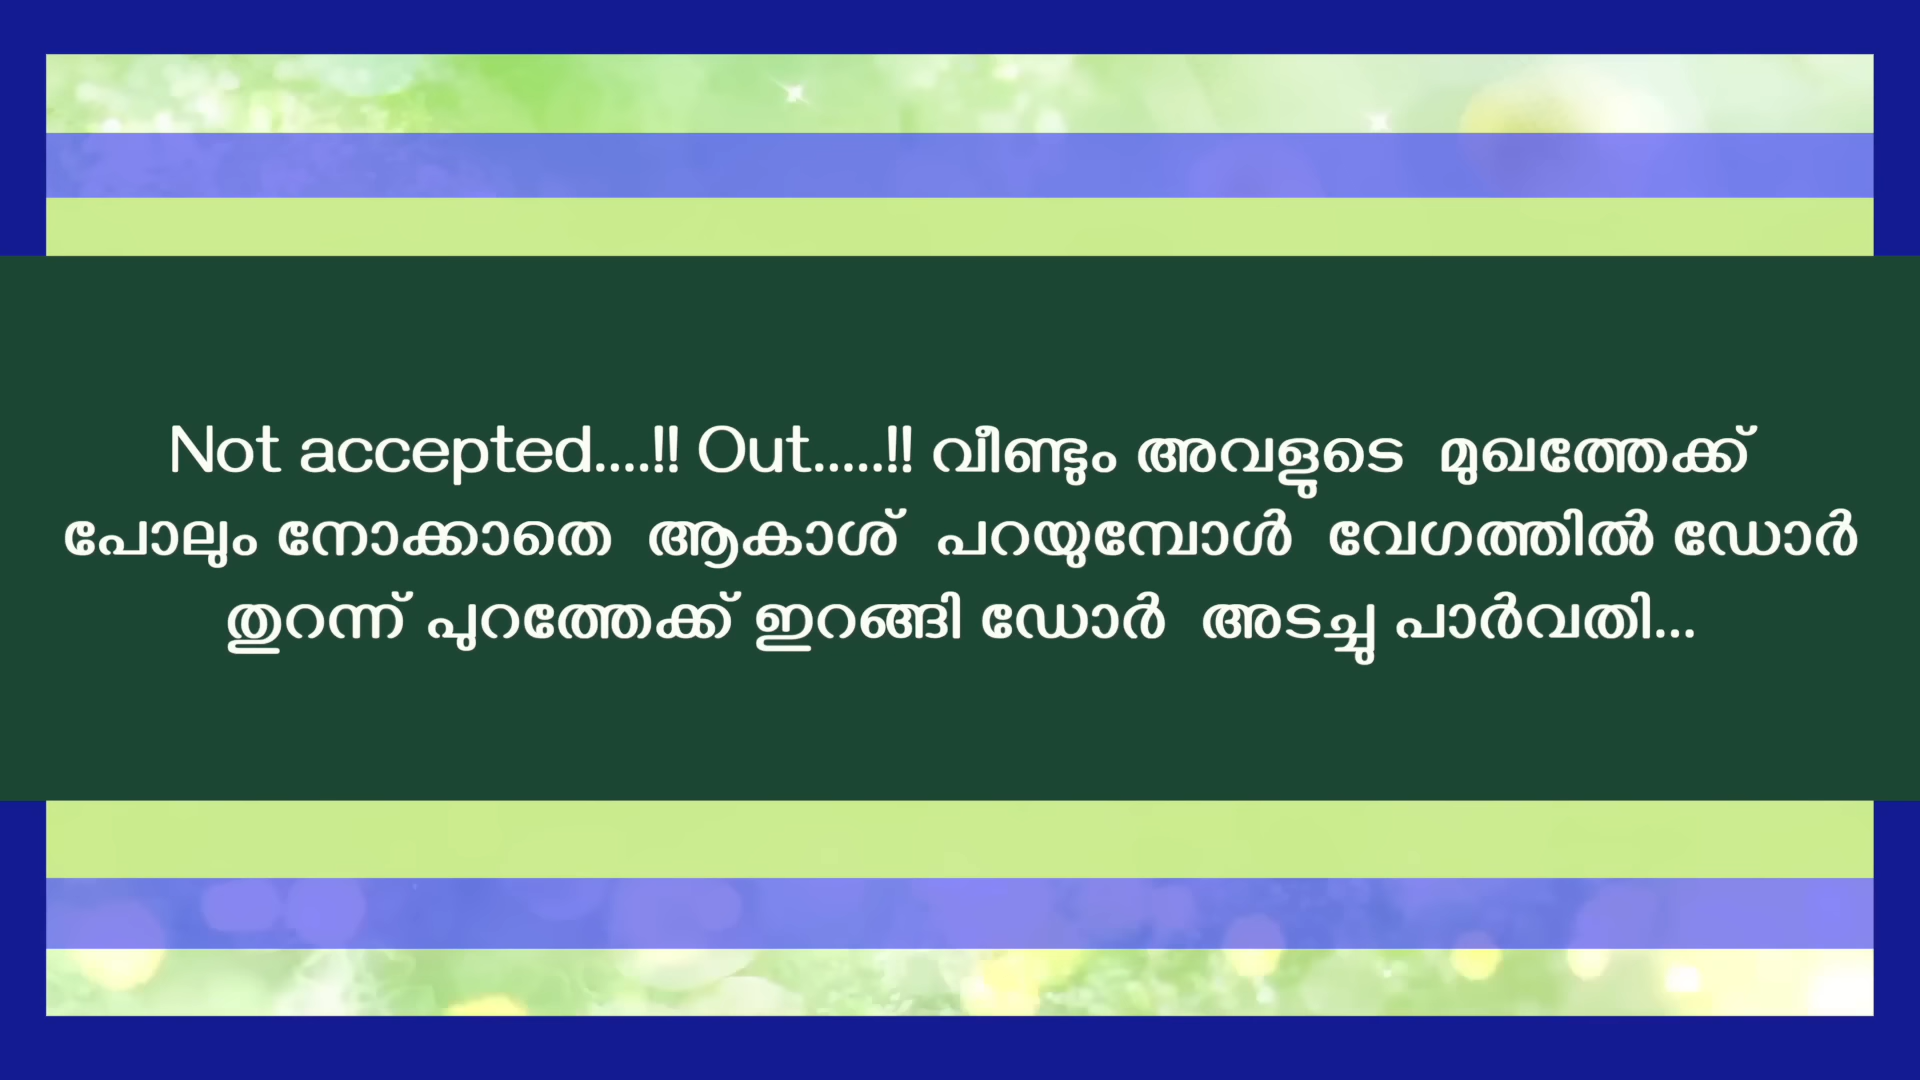 Not accepted....!! Out.....!! വീണ്ടും അവളുടെ മുഖത്തേക്ക്
പോലും നോക്കാതെ ആകാശ് പറയുമ്പോൾ വേഗത്തിൽ ഡോർ
തുറന്ന് പുറത്തേക്ക് ഇറങ്ങി ഡോർ അടച്ചു പാർവതി...